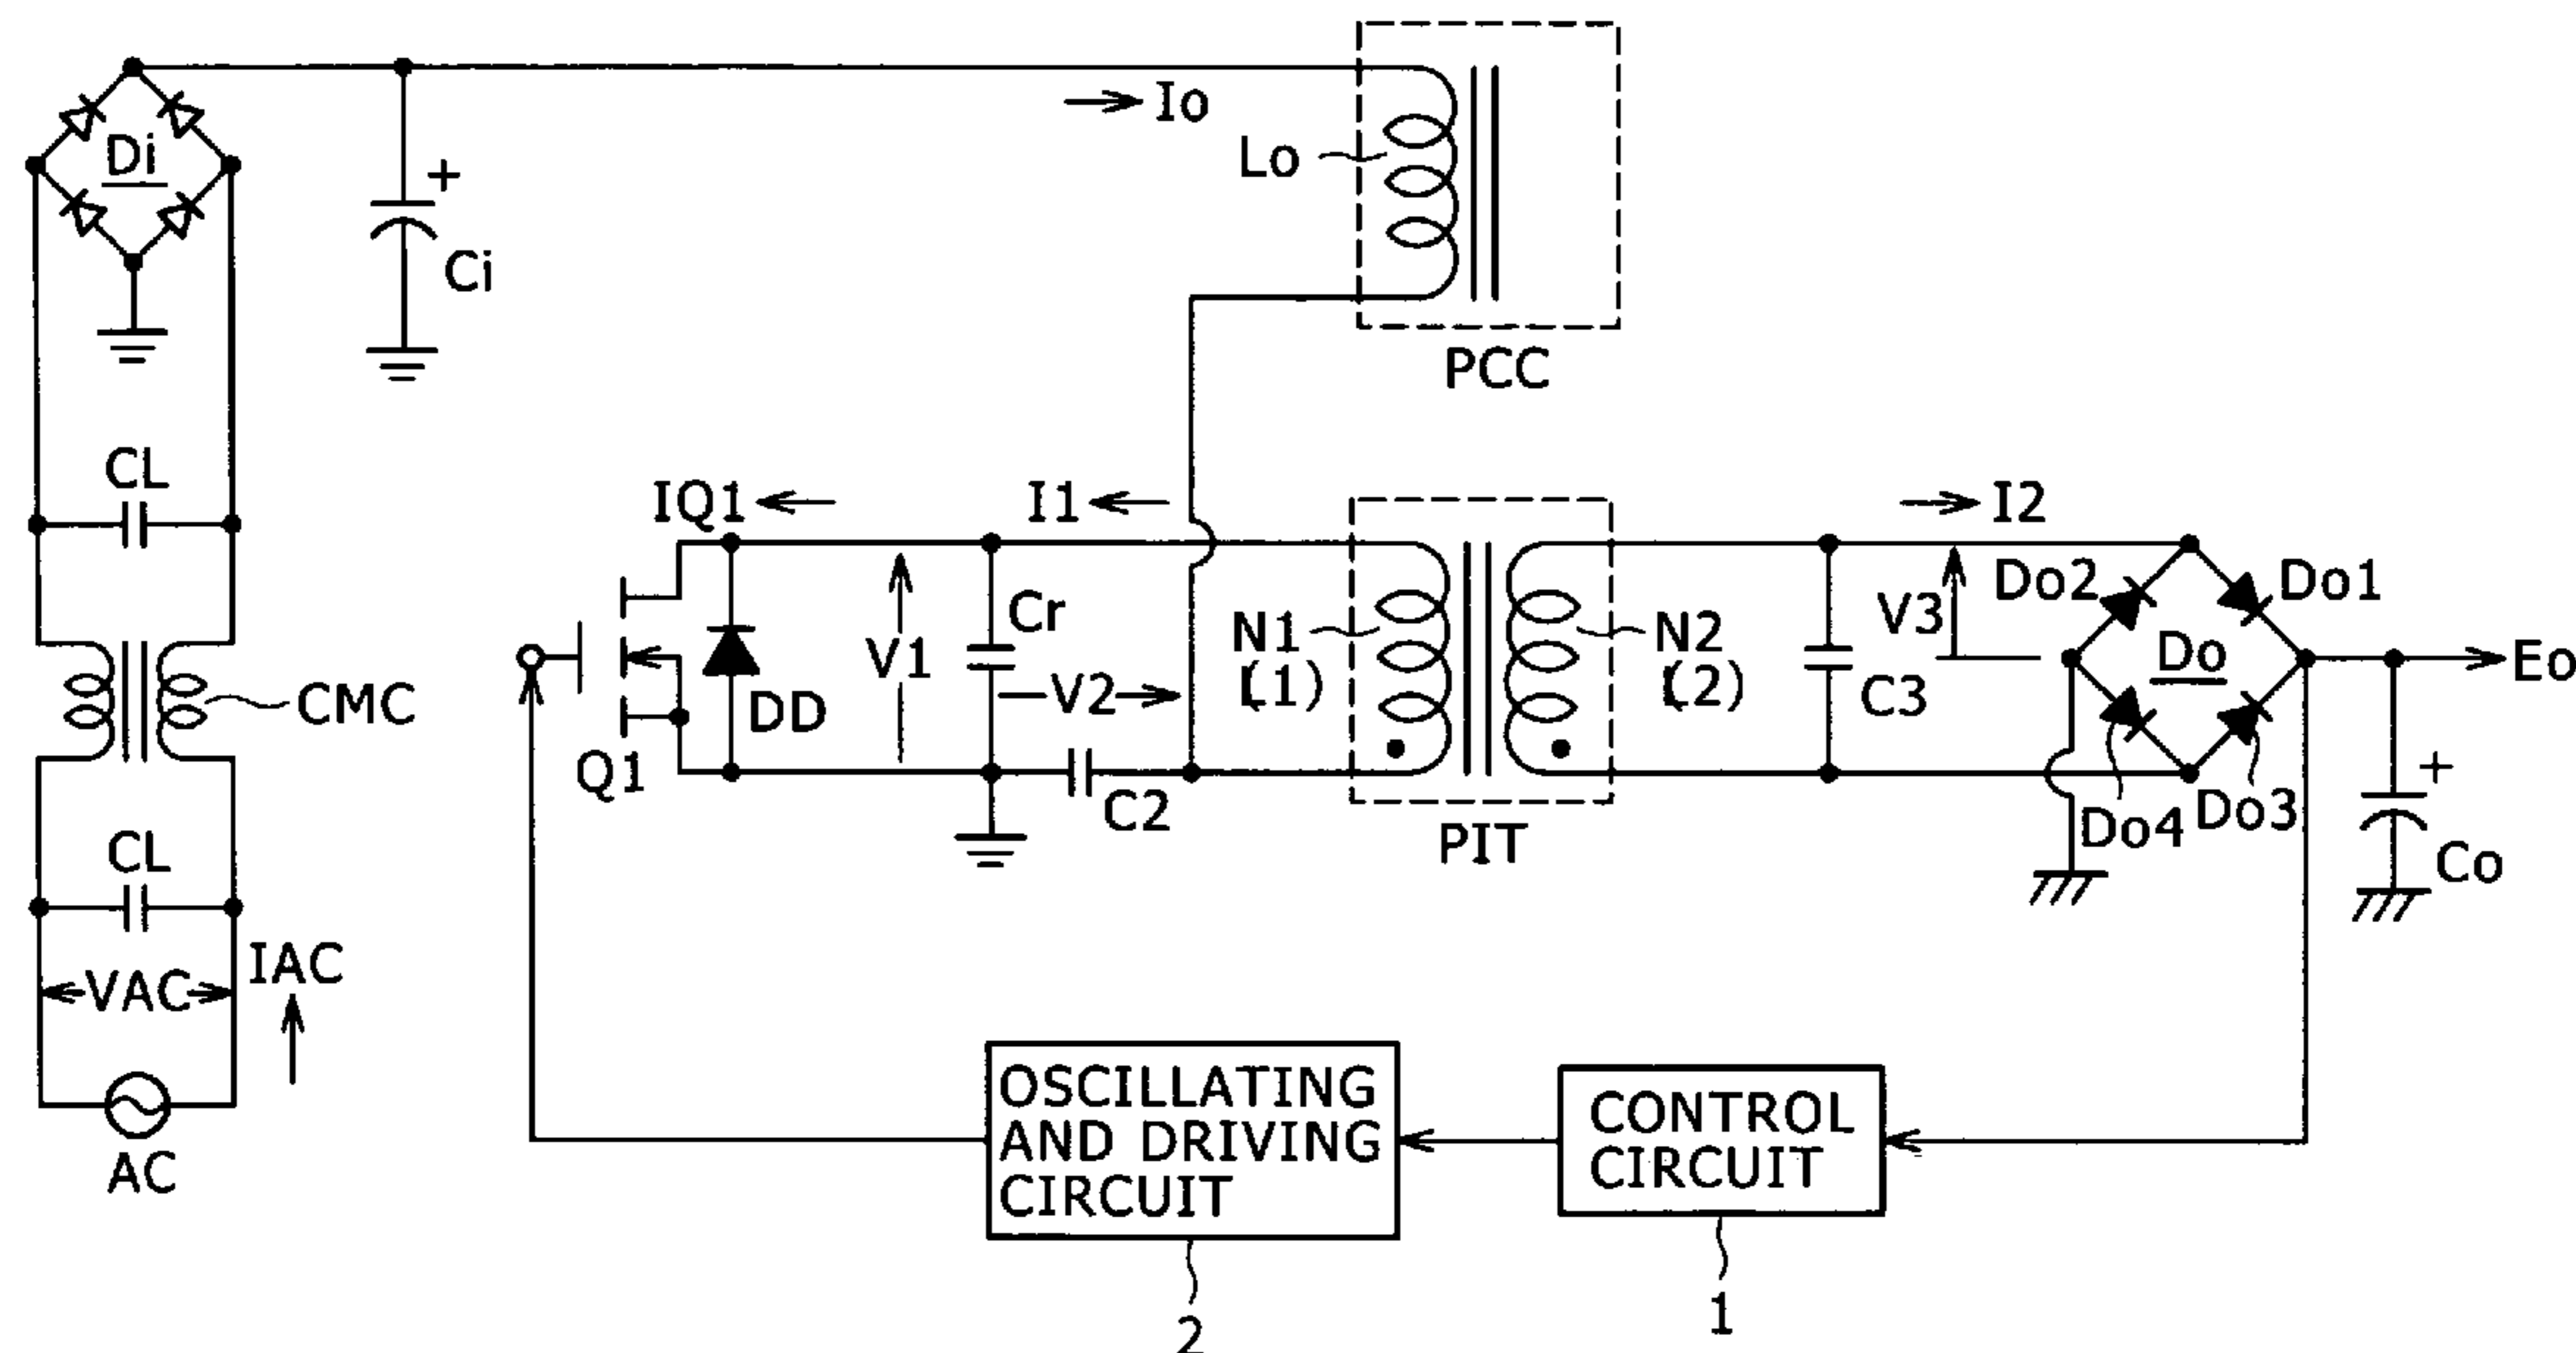 Io
Di
Lo
+
Ci
PCC
CL
IQ1
I1
I2
Do2
Do1
Cr
V3
V1
N1
(L1)
N2
(L2)
Do
Eo
V2
CMC
DD
C3
Q1
+
C2
Do4
Do3
PIT
CL
Co
IAC
VAC
OSCILLATING
AND DRIVING
CIRCUIT
CONTROL
CIRCUIT
AC
1
2